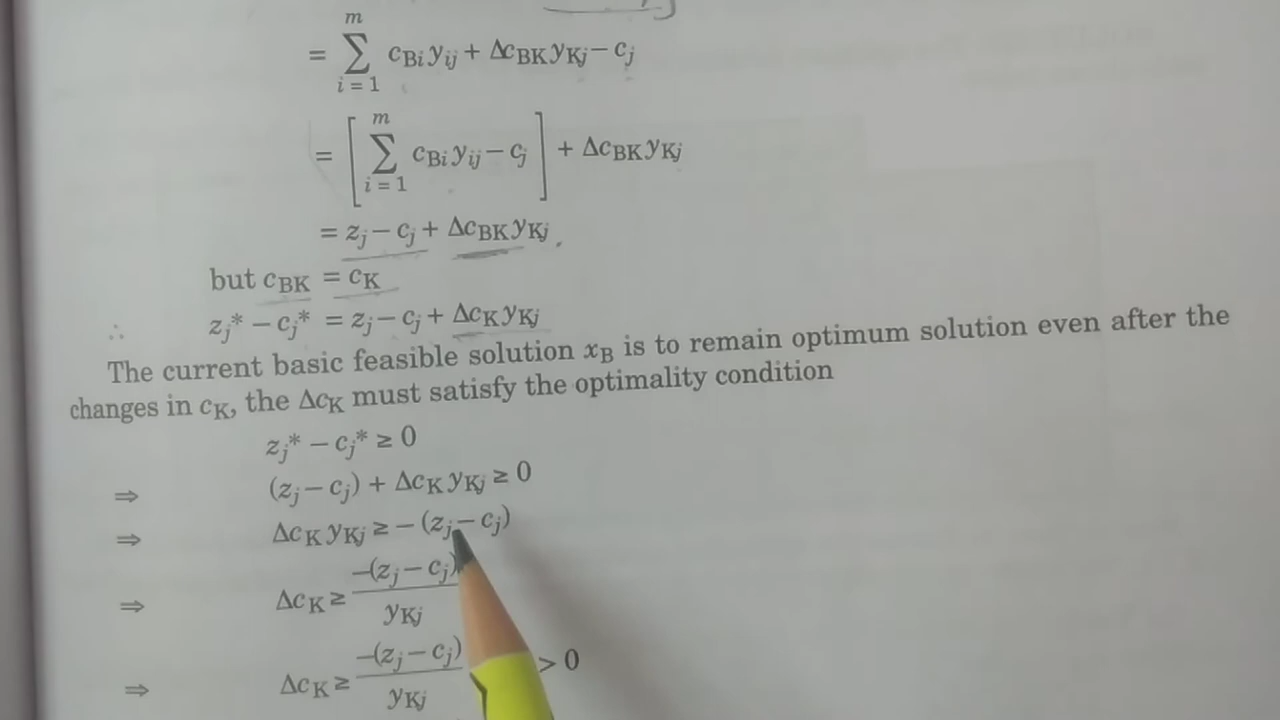 = \sum_{i=1}^{m} c_{Bi} y_{ij} + Δc_{BK} y_{Kj} − c_j
= [ \sum_{i=1}^{m} c_{Bi} y_{ij} − c_j ] + Δc_{BK} y_{Kj}
= z_j − c_j + Δc_{BK} y_{Kj}.
but c_{BK} = c_K
∴ z_j* − c_j* = z_j − c_j + Δc_K y_{Kj}
The current basic feasible solution x_B is to remain optimum solution even after the
changes in c_K, the Δc_K must satisfy the optimality condition
z_j* − c_j* ≥ 0
⇒ (z_j − c_j) + Δc_K y_{Kj} ≥ 0
⇒ Δc_K y_{Kj} ≥ − (z_j − c_j)
⇒ Δc_K ≥ \frac{−(z_j − c_j)}{y_{Kj}}
⇒ Δc_K ≥ \frac{−(z_j − c_j)}{y_{Kj}} > 0